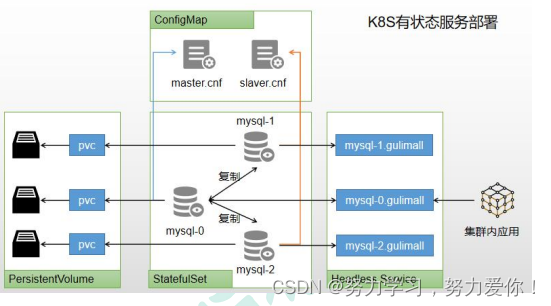 ConfigMap
K8S有状态服务部署
master.cnf
slaver.cnf
mysql-1
pvc
mysql-1.gulimall
复制
pvc
mysql-0
mysql-0.gulimall
复制
集群内应用
pvc
mysql-2
mysql-2.gulimall
PersistentVolume
StatefulSet
Headless Service
CSDN @努力学习，努力爱你！